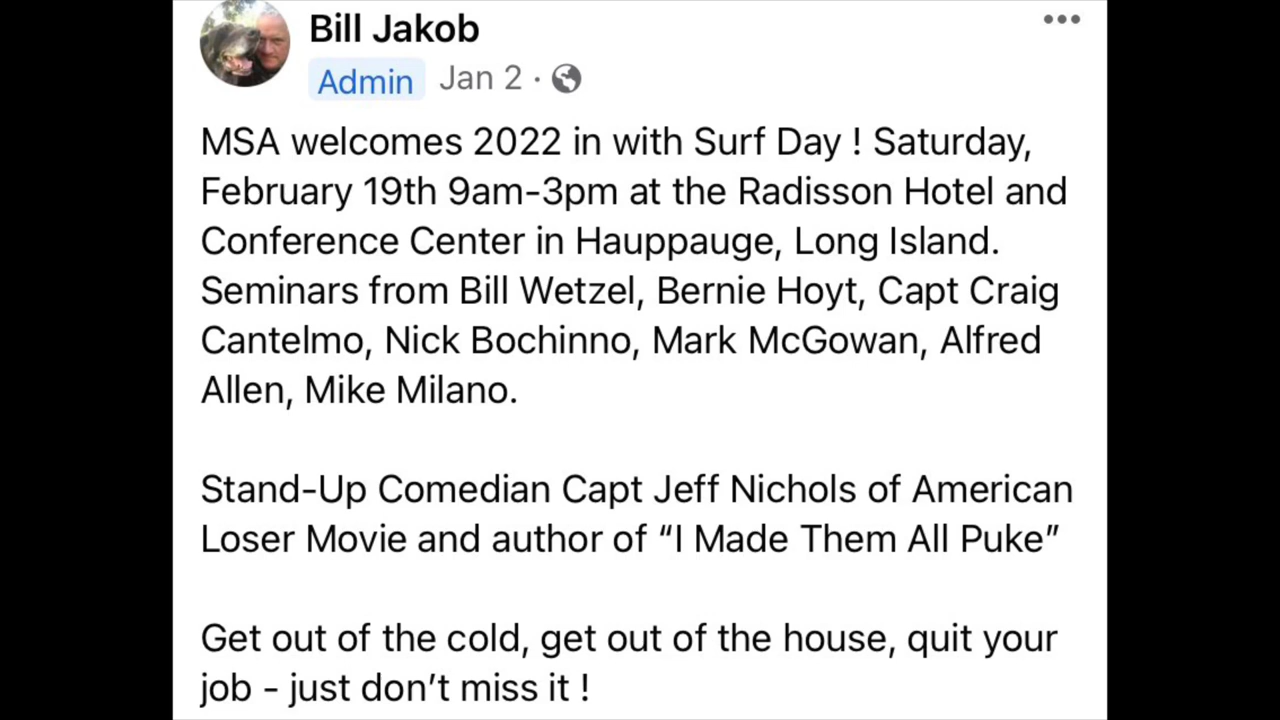 Bill Jakob
Admin Jan 2 ·
MSA welcomes 2022 in with Surf Day ! Saturday,
February 19th 9am-3pm at the Radisson Hotel and
Conference Center in Hauppauge, Long Island.
Seminars from Bill Wetzel, Bernie Hoyt, Capt Craig
Cantelmo, Nick Bochinno, Mark McGowan, Alfred
Allen, Mike Milano.
Stand-Up Comedian Capt Jeff Nichols of American
Loser Movie and author of “I Made Them All Puke”
Get out of the cold, get out of the house, quit your
job - just don’t miss it !